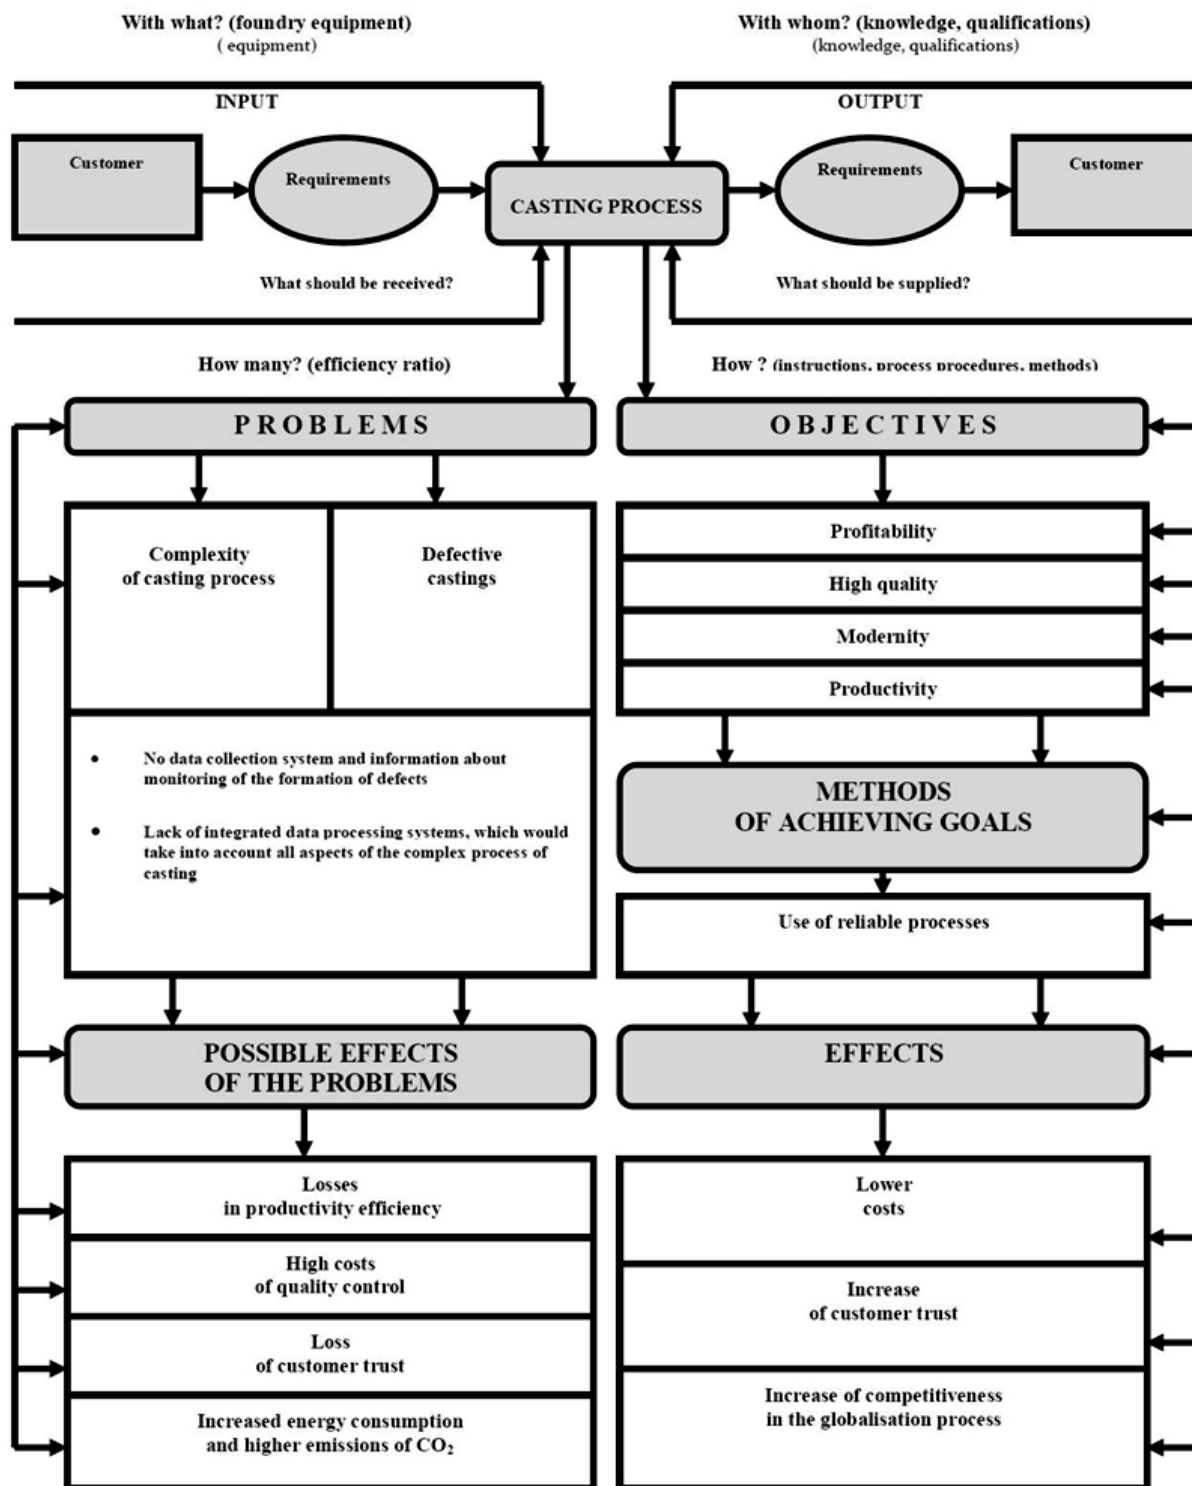 With what? (foundry equipment)
( equipment)
With whom? (knowledge, qualifications)
(knowledge, qualifications)
INPUT
OUTPUT
Customer
Requirements
CASTING PROCESS
Requirements
Customer
What should be received?
What should be supplied?
How many? (efficiency ratio)
How ? (instructions, process procedures, methods)
PROBLEMS
Complexity
of casting process
Defective
castings
• No data collection system and information about
monitoring of the formation of defects
• Lack of integrated data processing systems, which would
take into account all aspects of the complex process of
casting
POSSIBLE EFFECTS
OF THE PROBLEMS
Losses
in productivity efficiency
High costs
of quality control
Loss
of customer trust
Increased energy consumption
and higher emissions of CO₂
OBJECTIVES
Profitability
High quality
Modernity
Productivity
METHODS
OF ACHIEVING GOALS
Use of reliable processes
EFFECTS
Lower
costs
Increase
of customer trust
Increase of competitiveness
in the globalisation process